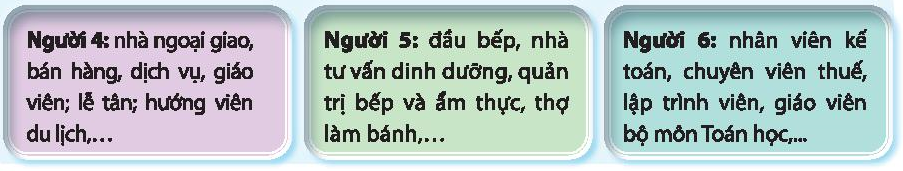 Người 4: nhà ngoại giao,
bán hàng, dịch vụ, giáo
viên; lễ tân; hướng viên
du lịch,...
Người 5: đầu bếp, nhà
tư vấn dinh dưỡng, quản
trị bếp và ẩm thực, thợ
làm bánh,...
Người 6: nhân viên kế
toán, chuyên viên thuế,
lập trình viên, giáo viên
bộ môn Toán học,...